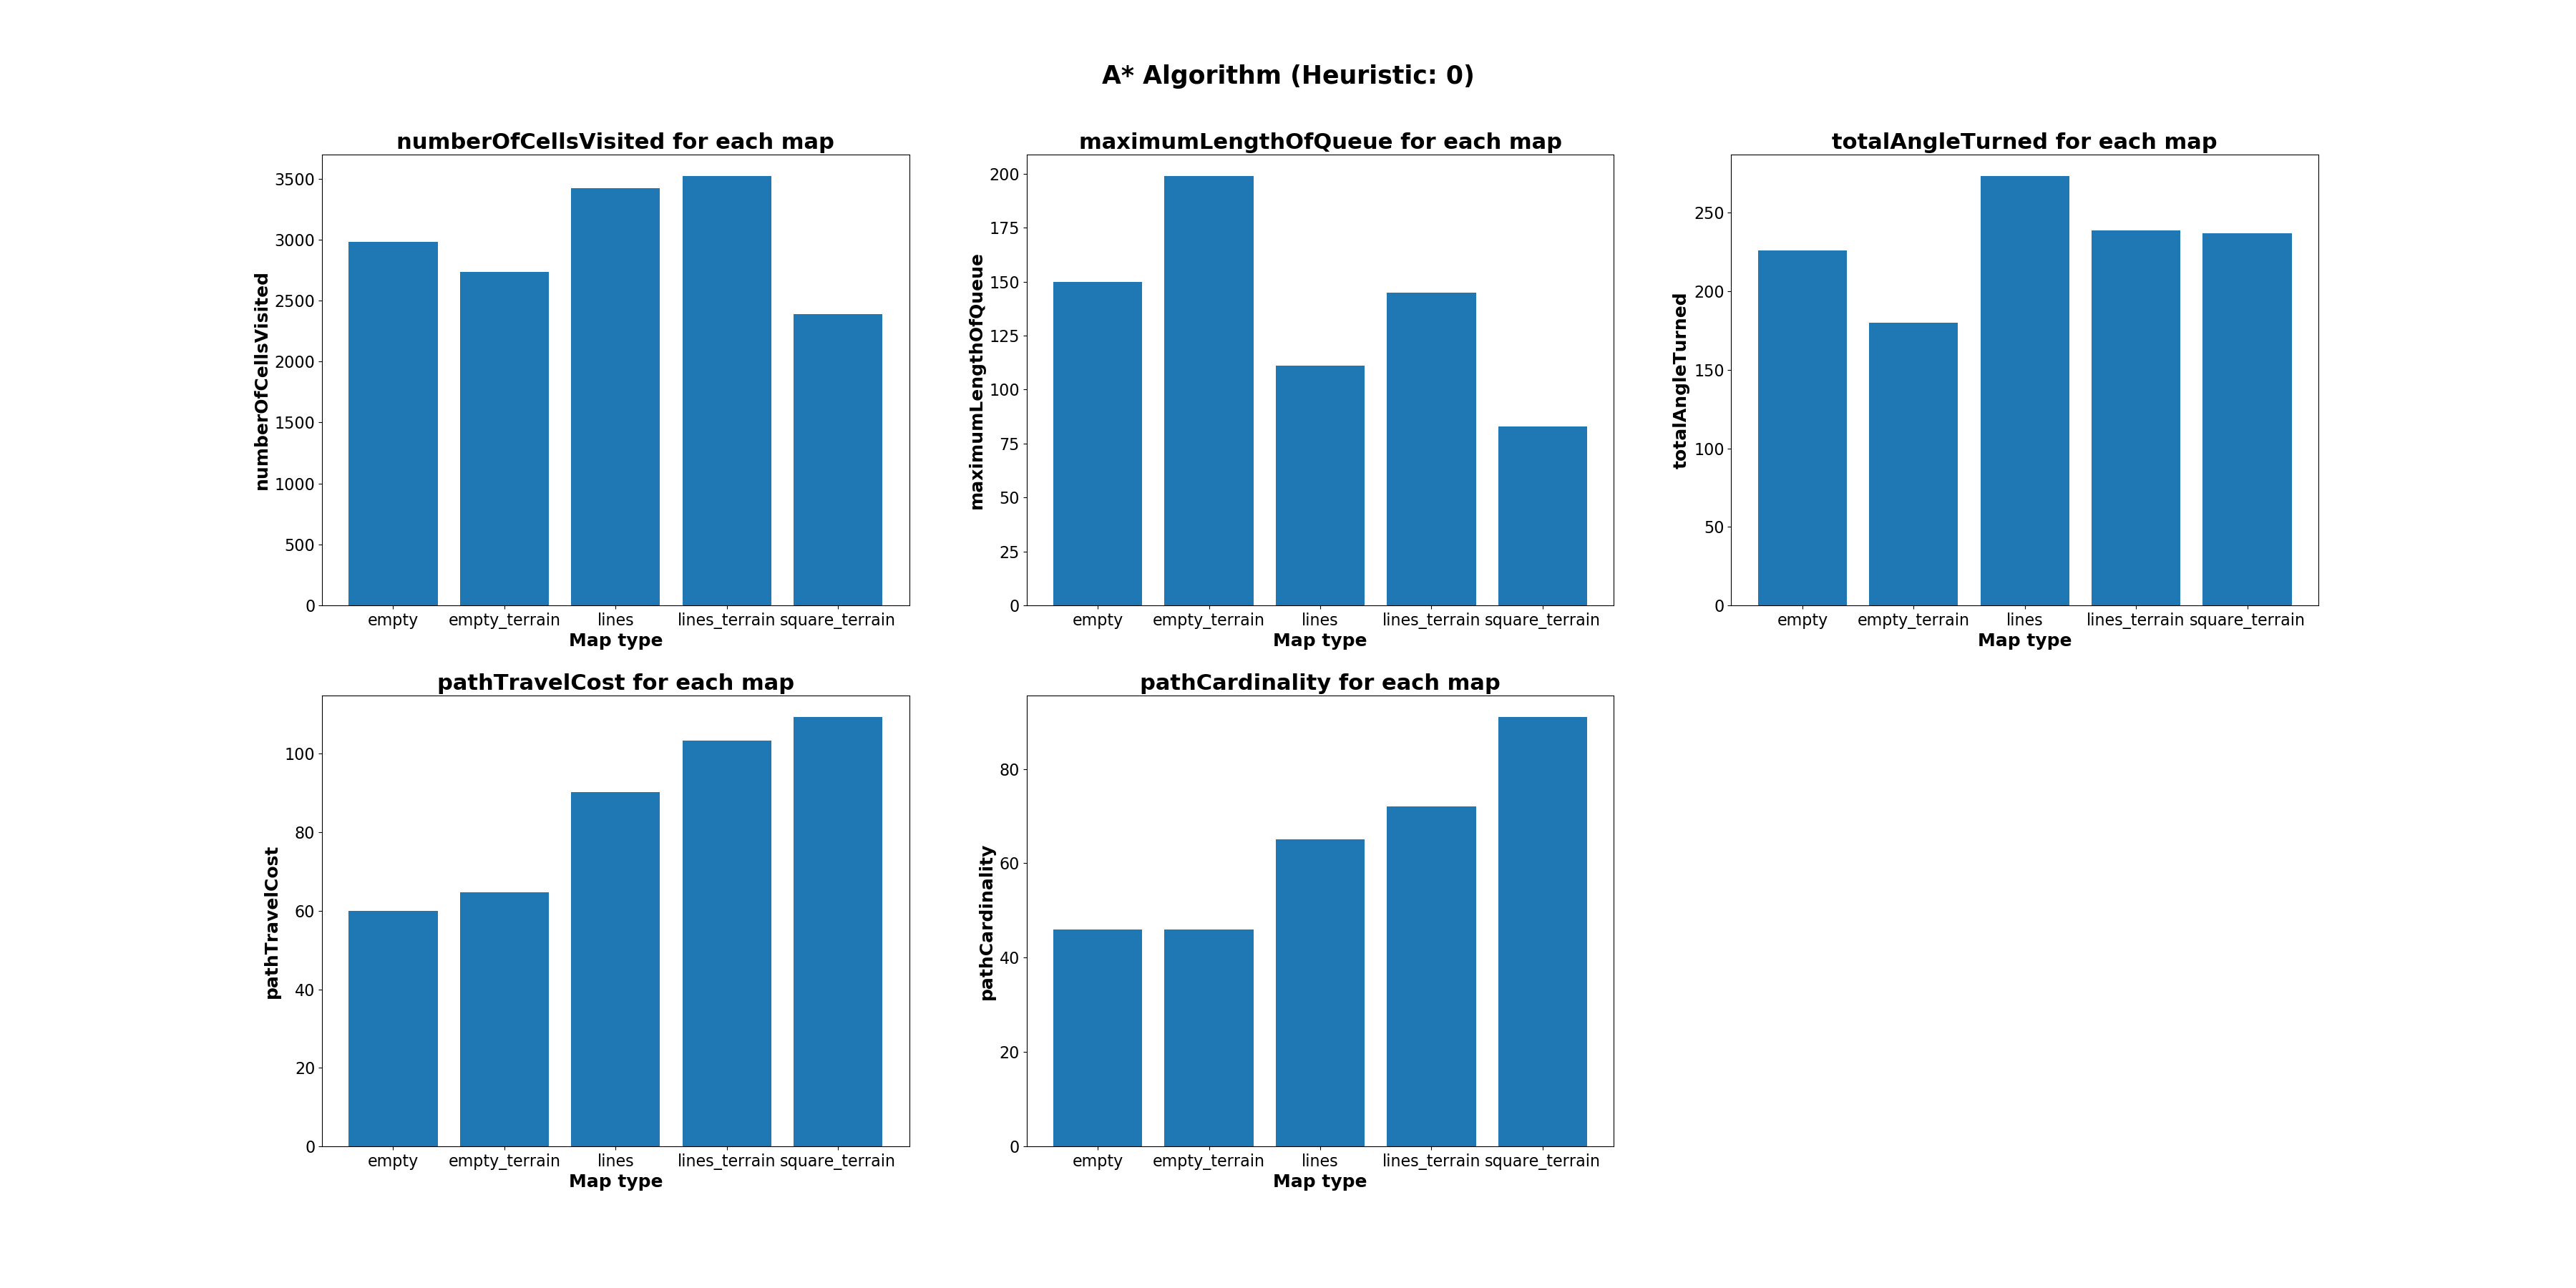 A* Algorithm (Heuristic: 0)
numberOfCellsVisited for each map
numberOfCellsVisited
3500
3000
2500
2000
1500
1000
500
0
empty empty_terrain lines lines_terrain square_terrain
Map type
maximumLengthOfQueue for each map
maximumLengthOfQueue
200
175
150
125
100
75
50
25
0
empty empty_terrain lines lines_terrain square_terrain
Map type
totalAngleTurned for each map
totalAngleTurned
250
200
150
100
50
0
empty empty_terrain lines lines_terrain square_terrain
Map type
pathTravelCost for each map
pathTravelCost
100
80
60
40
20
0
empty empty_terrain lines lines_terrain square_terrain
Map type
pathCardinality for each map
pathCardinality
80
60
40
20
0
empty empty_terrain lines lines_terrain square_terrain
Map type